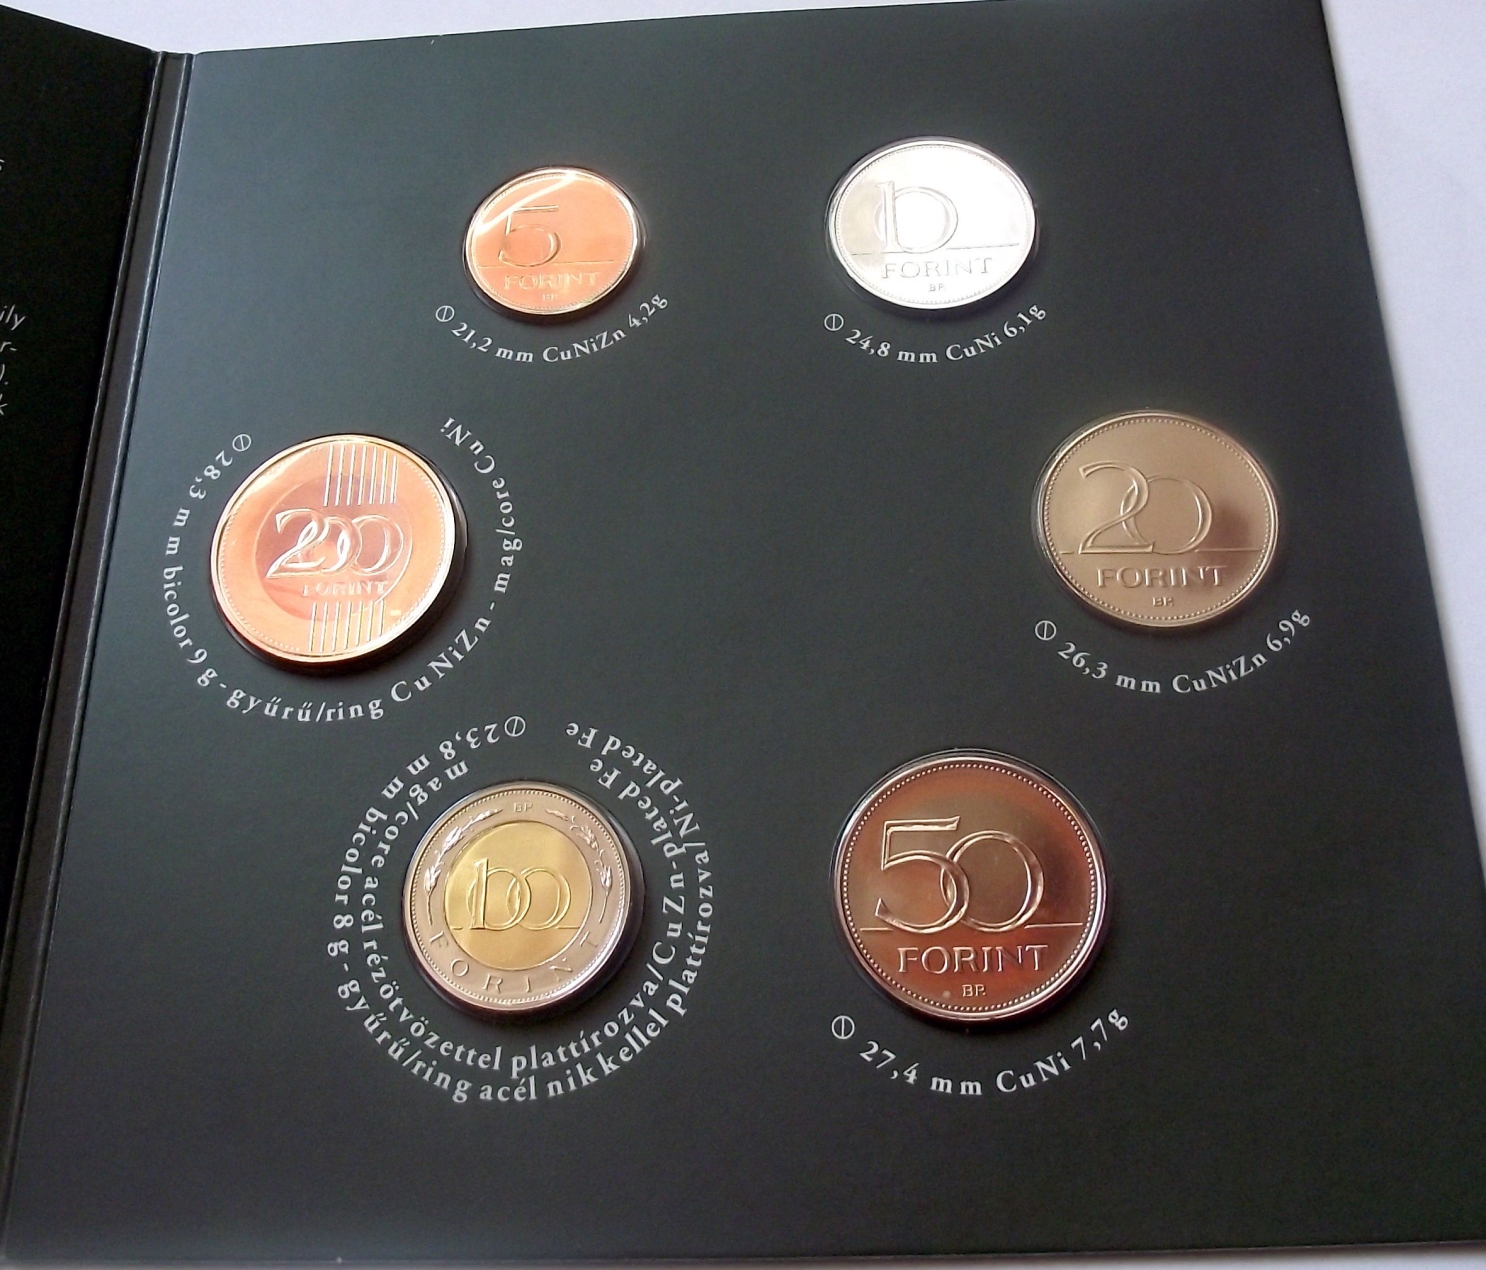 5
FORINT
BP.
⌀ 21,2 mm CuNiZn 4,2g
10
FORINT
BP.
⌀ 24,8 mm CuNi 6,1g
200
FORINT
⌀ 28,3 mm bicolor 9 g - gyűrű/ring CuNiZn - mag/core CuNi
20
FORINT
BP.
⌀ 26,3 mm CuNiZn 6,9g
BP.
100
FORINT
⌀ 23,8 mm bicolor 8 g - gyűrű/ring acél nikkellel plattírozva/Ni-plated Fe
mag/core acél rézötvözettel plattírozva/CuZn-plated Fe
50
FORINT
BP.
⌀ 27,4 mm CuNi 7,7g
ily
r-
).
k